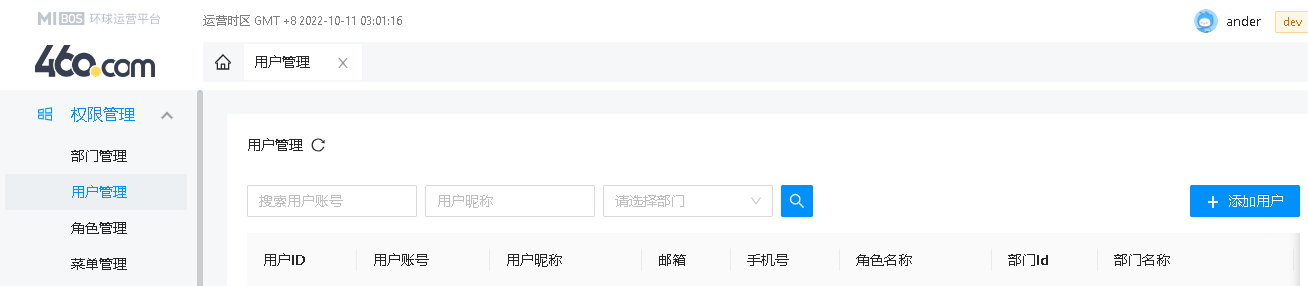 MI BOS 环球运营平台 运营时区 GMT +8 2022-10-11 03:01:16 ander dev
460.com 用户管理
权限管理
部门管理
用户管理
角色管理
菜单管理
用户管理
搜索用户账号 用户昵称 请选择部门 添加用户
用户ID 用户账号 用户昵称 邮箱 手机号 角色名称 部门Id 部门名称